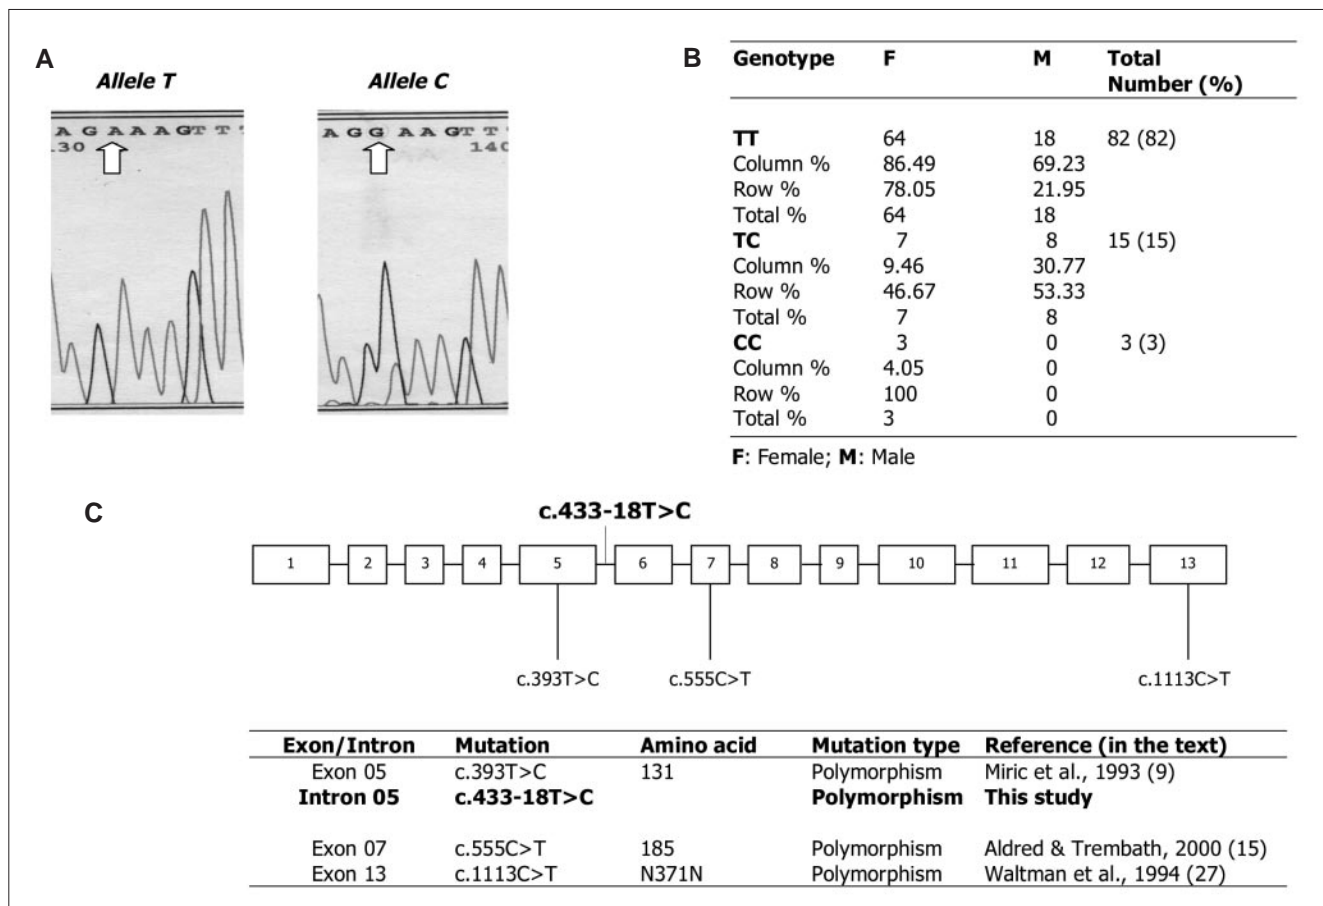 A
Allele T
Allele C
A G A A A G T T T
130
A G G A A G T T T
140
B
Genotype F M Total Number (%)
TT 64 18 82 (82)
Column % 86.49 69.23
Row % 78.05 21.95
Total % 64 18
TC 7 8 15 (15)
Column % 9.46 30.77
Row % 46.67 53.33
Total % 7 8
CC 3 0 3 (3)
Column % 4.05 0
Row % 100 0
Total % 3 0
F: Female; M: Male
C
c.433-18T>C
1 2 3 4 5 6 7 8 9 10 11 12 13
c.393T>C c.555C>T c.1113C>T
Exon/Intron Mutation Amino acid Mutation type Reference (in the text)
Exon 05 c.393T>C 131 Polymorphism Miric et al., 1993 (9)
Intron 05 c.433-18T>C Polymorphism This study
Exon 07 c.555C>T 185 Polymorphism Aldred & Trembath, 2000 (15)
Exon 13 c.1113C>T N371N Polymorphism Waltman et al., 1994 (27)